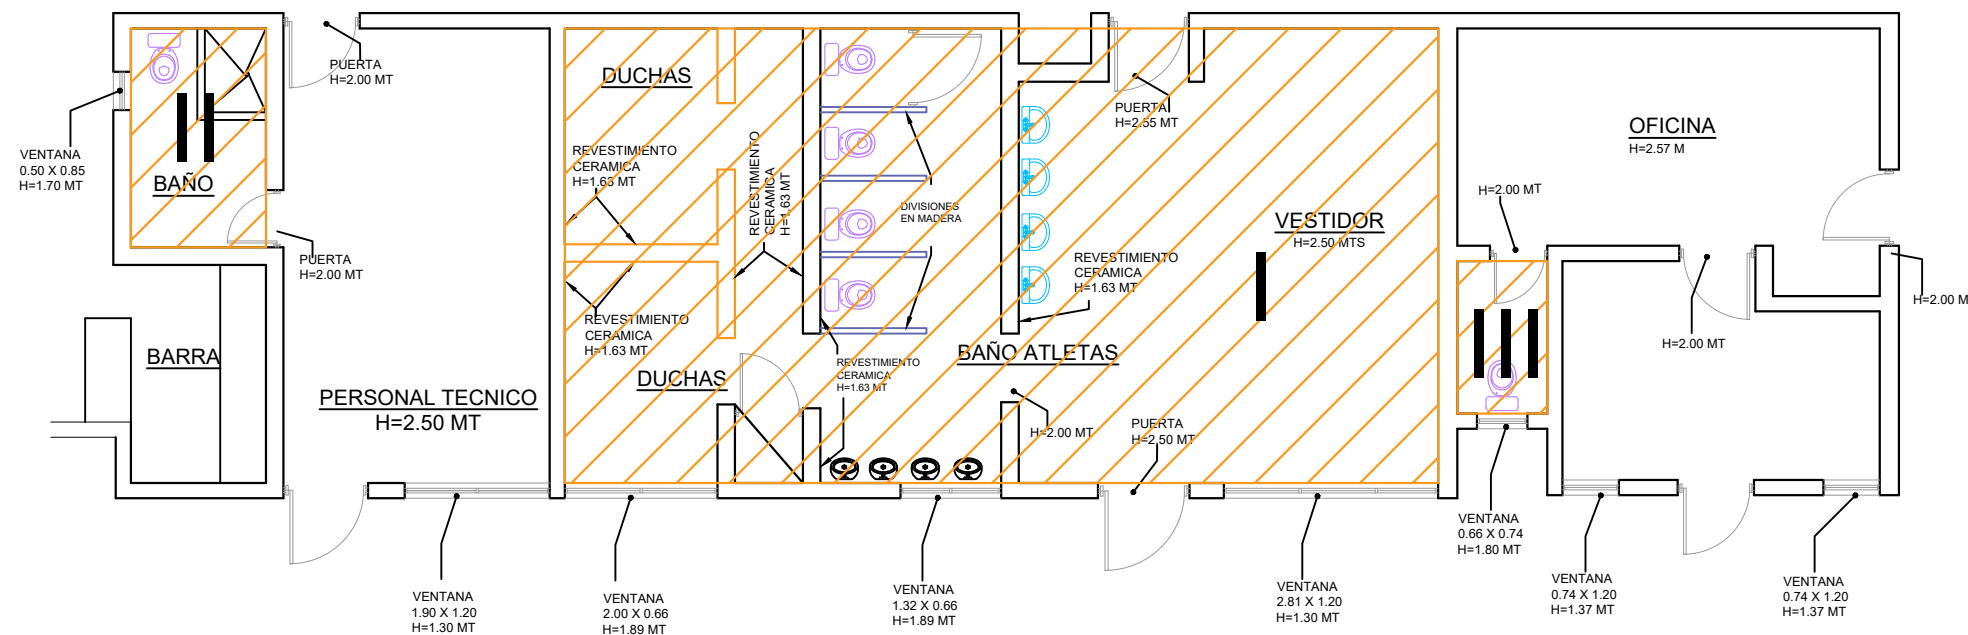 PUERTA
H=2.00 MT
VENTANA
0.50 X 0.85
H=1.70 MT
BAÑO
PUERTA
H=2.00 MT
BARRA
PERSONAL TECNICO
H=2.50 MT
DUCHAS
REVESTIMIENTO
CERAMICA
H=1.63 MT
REVESTIMIENTO
CERAMICA
H=1.63 MT
REVESTIMIENTO
CERAMICA
H=1.63 MT
DUCHAS
DIVISIONES
EN MADERA
REVESTIMIENTO
CERAMICA
H=1.63 MT
BAÑO ATLETAS
REVESTIMIENTO
CERAMICA
H=1.63 MT
PUERTA
H=2.55 MT
VESTIDOR
H=2.50 MTS
H=2.00 MT
PUERTA
H=2.50 MT
OFICINA
H=2.57 M
H=2.00 MT
H=2.00 MT
H=2.00 M
VENTANA
1.90 X 1.20
H=1.30 MT
VENTANA
2.00 X 0.66
H=1.89 MT
VENTANA
1.32 X 0.66
H=1.89 MT
VENTANA
2.81 X 1.20
H=1.30 MT
VENTANA
0.66 X 0.74
H=1.80 MT
VENTANA
0.74 X 1.20
H=1.37 MT
VENTANA
0.74 X 1.20
H=1.37 MT